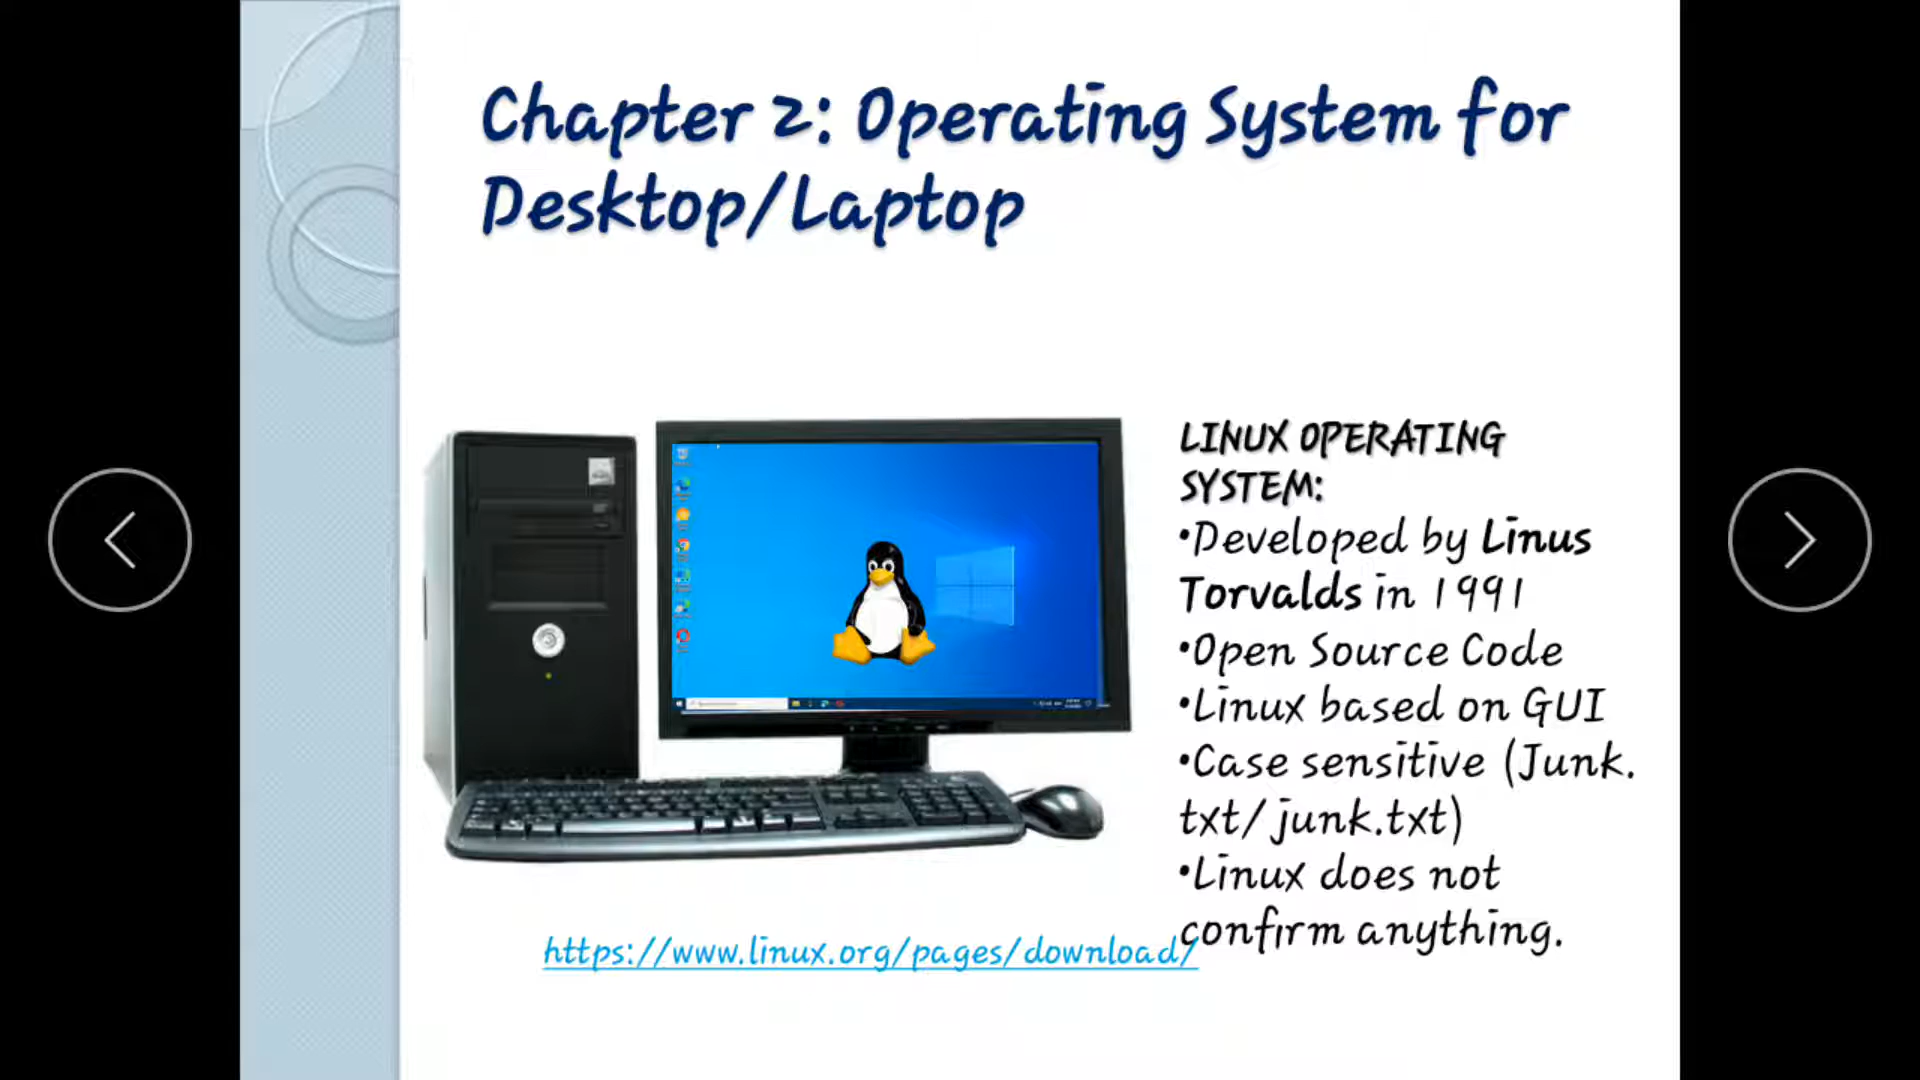 Chapter 2: Operating System for
Desktop/Laptop
LINUX OPERATING
SYSTEM:
•Developed by Linus
Torvalds in 1991
•Open Source Code
•Linux based on GUI
•Case sensitive (Junk.
txt/junk.txt)
•Linux does not
confirm anything.
https://www.linux.org/pages/download/